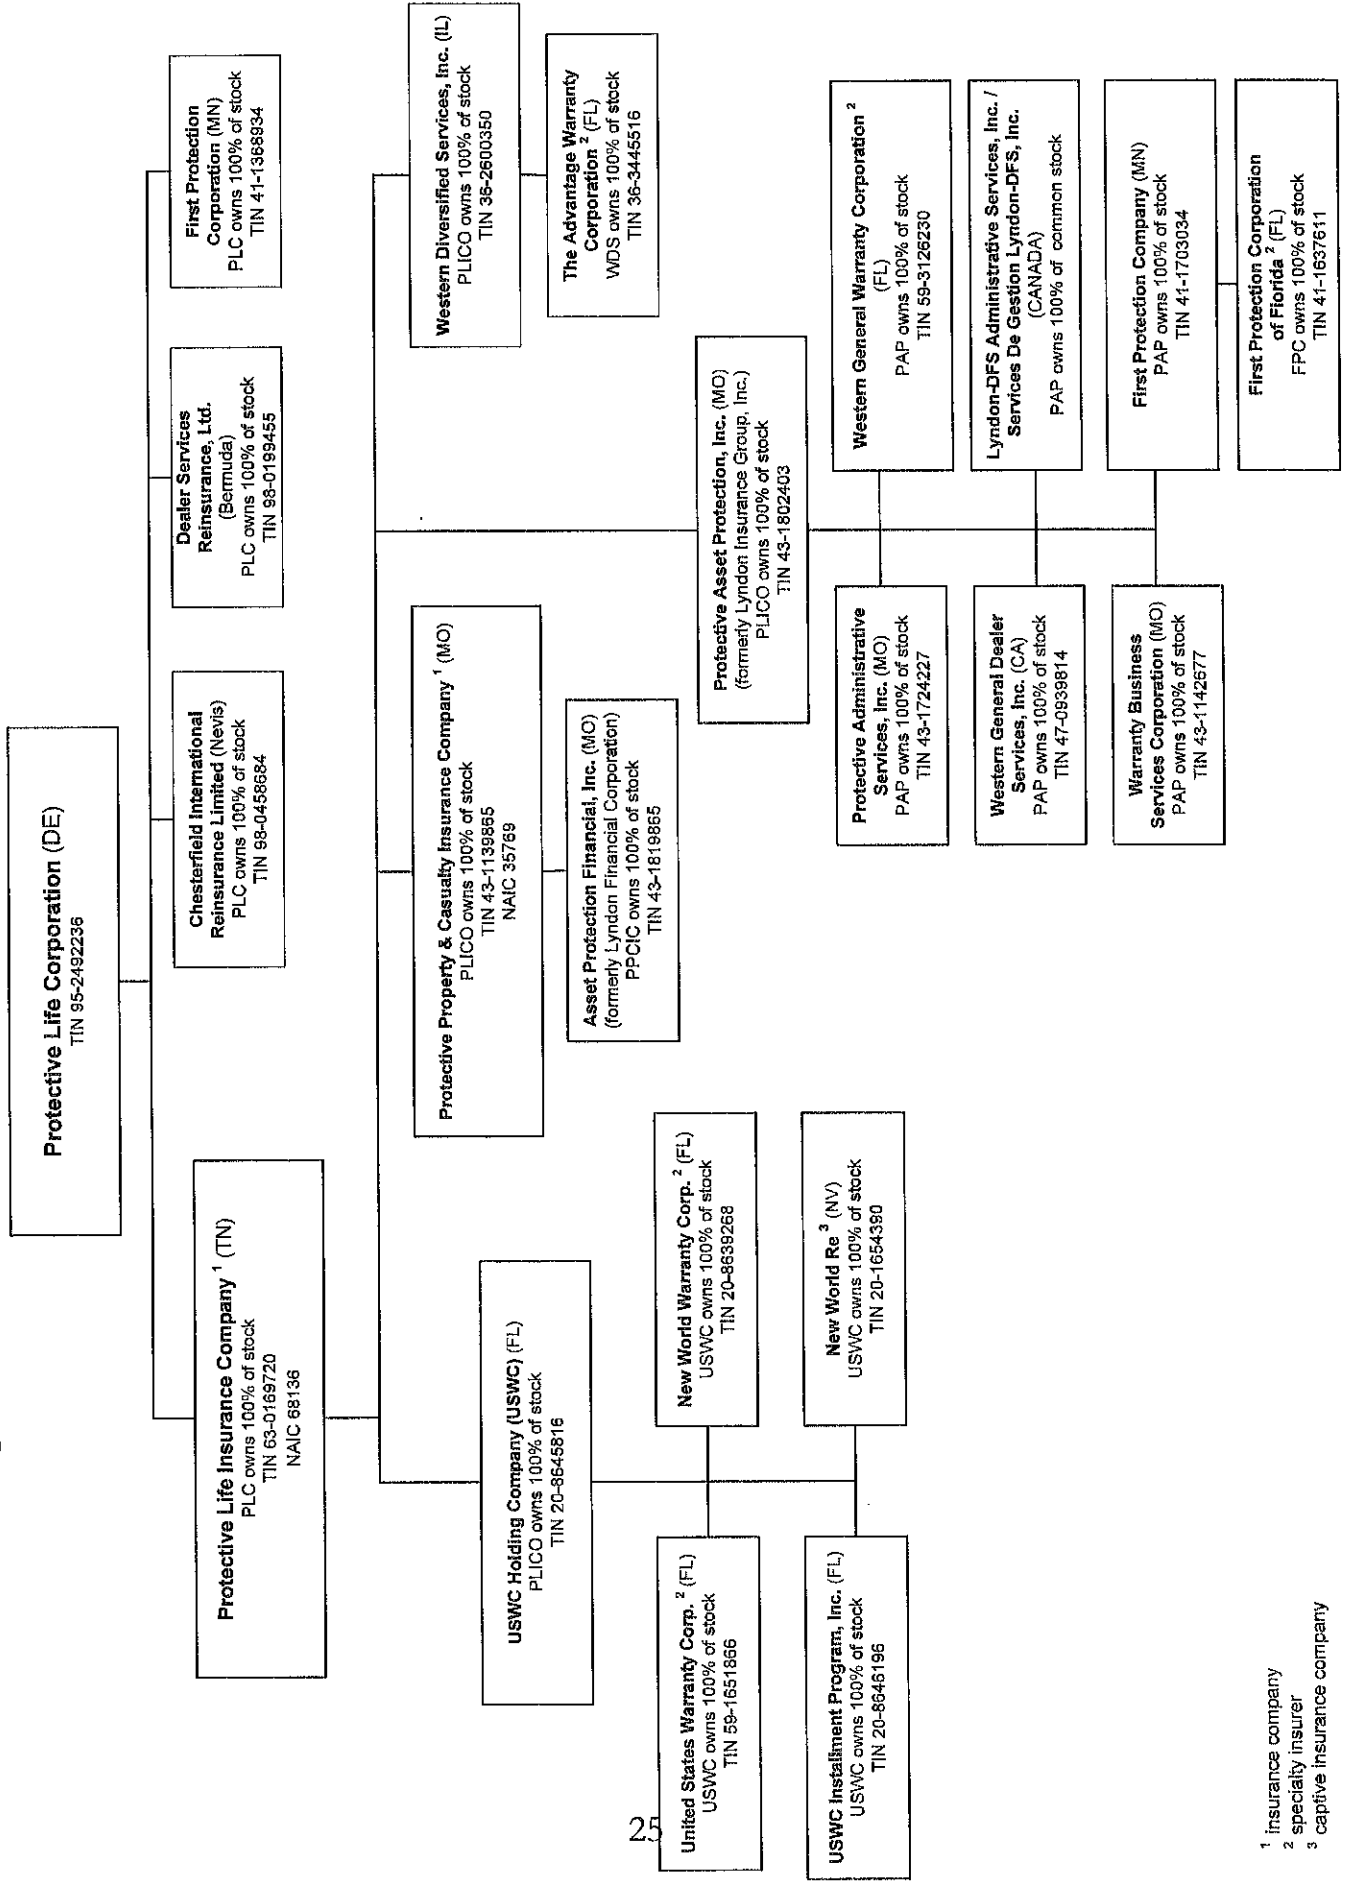 Protective Life Corporation (DE)
TIN 95-2492236
Protective Life Insurance Company ¹ (TN)
PLC owns 100% of stock
TIN 63-0169720
NAIC 68136
Chesterfield International
Reinsurance Limited (Nevis)
PLC owns 100% of stock
TIN 98-0458684
Dealer Services
Reinsurance, Ltd.
(Bermuda)
PLC owns 100% of stock
TIN 98-0199455
First Protection
Corporation (MN)
PLC owns 100% of stock
TIN 41-1368934
USWC Holding Company (USWC) (FL)
PLICO owns 100% of stock
TIN 20-8645816
Protective Property & Casualty Insurance Company ¹ (MO)
PLICO owns 100% of stock
TIN 43-1139865
NAIC 35769
Western Diversified Services, Inc. (IL)
PLICO owns 100% of stock
TIN 36-2600350
Asset Protection Financial, Inc. (MO)
(formerly Lyndon Financial Corporation)
PPCIC owns 100% of stock
TIN 43-1819865
The Advantage Warranty
Corporation ² (FL)
WDS owns 100% of stock
TIN 36-3445516
United States Warranty Corp. ² (FL)
USWC owns 100% of stock
TIN 59-1651866
New World Warranty Corp. ² (FL)
USWC owns 100% of stock
TIN 20-8639268
Protective Asset Protection, Inc. (MO)
(formerly Lyndon Insurance Group, Inc.)
PLICO owns 100% of stock
TIN 43-1802403
USWC Installment Program, Inc. (FL)
USWC owns 100% of stock
TIN 20-8646196
New World Re ³ (NV)
USWC owns 100% of stock
TIN 20-1654390
Protective Administrative
Services, Inc. (MO)
PAP owns 100% of stock
TIN 43-1724227
Western General Warranty Corporation ²
(FL)
PAP owns 100% of stock
TIN 59-3126230
Western General Dealer
Services, Inc. (CA)
PAP owns 100% of stock
TIN 47-0939814
Lyndon-DFS Administrative Services, Inc. /
Services De Gestion Lyndon-DFS, Inc.
(CANADA)
PAP owns 100% of common stock
Warranty Business
Services Corporation (MO)
PAP owns 100% of stock
TIN 43-1142677
First Protection Company (MN)
PAP owns 100% of stock
TIN 41-1703034
First Protection Corporation
of Florida ² (FL)
FPC owns 100% of stock
TIN 41-1637611
¹ insurance company
² specialty insurer
³ captive insurance company
25